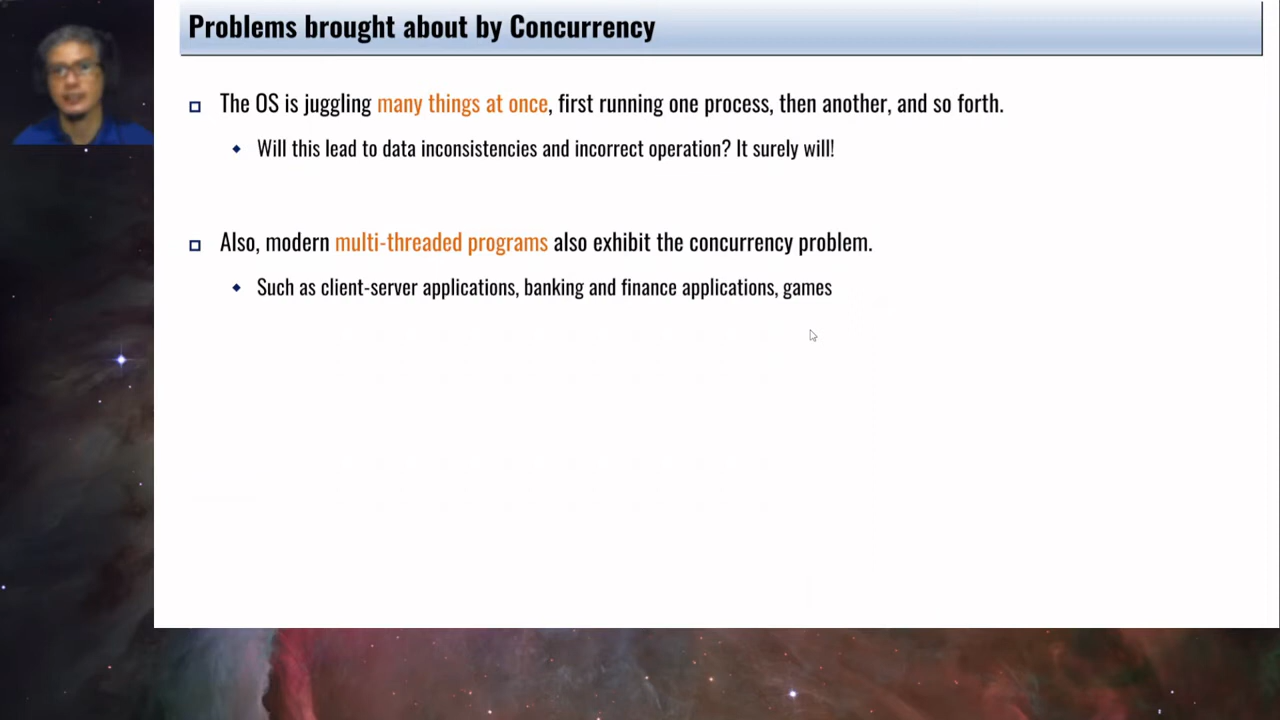 Problems brought about by Concurrency
The OS is juggling many things at once, first running one process, then another, and so forth.
Will this lead to data inconsistencies and incorrect operation? It surely will!
Also, modern multi-threaded programs also exhibit the concurrency problem.
Such as client-server applications, banking and finance applications, games